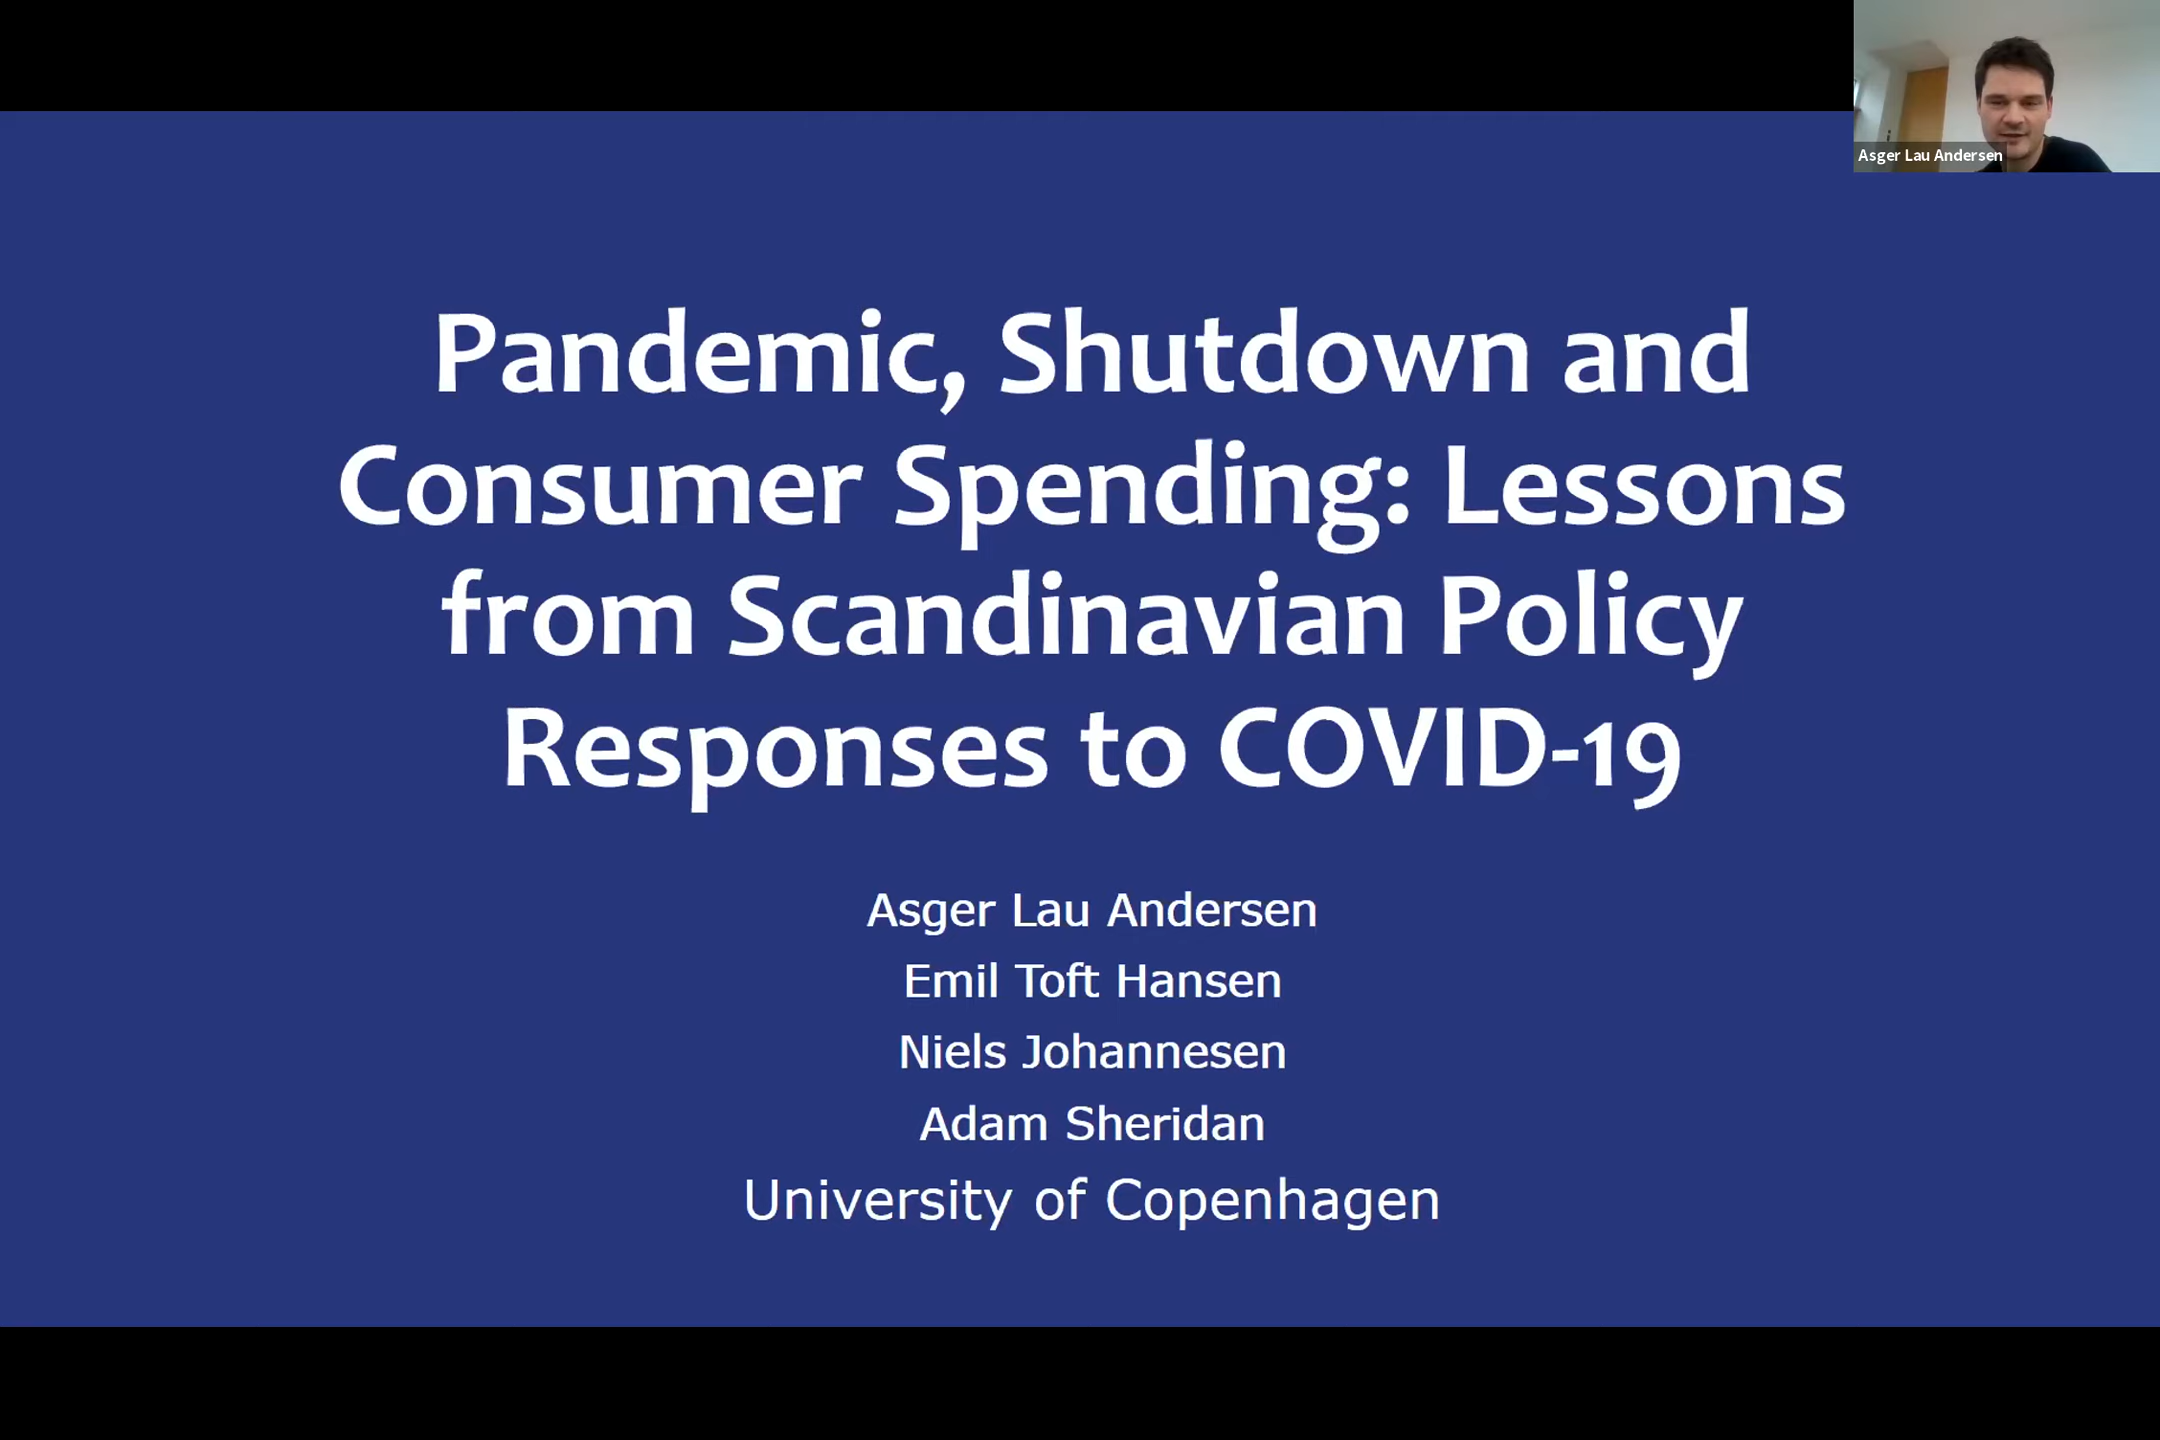 Asger Lau Andersen
Pandemic, Shutdown and
Consumer Spending: Lessons
from Scandinavian Policy
Responses to COVID-19
Asger Lau Andersen
Emil Toft Hansen
Niels Johannesen
Adam Sheridan
University of Copenhagen